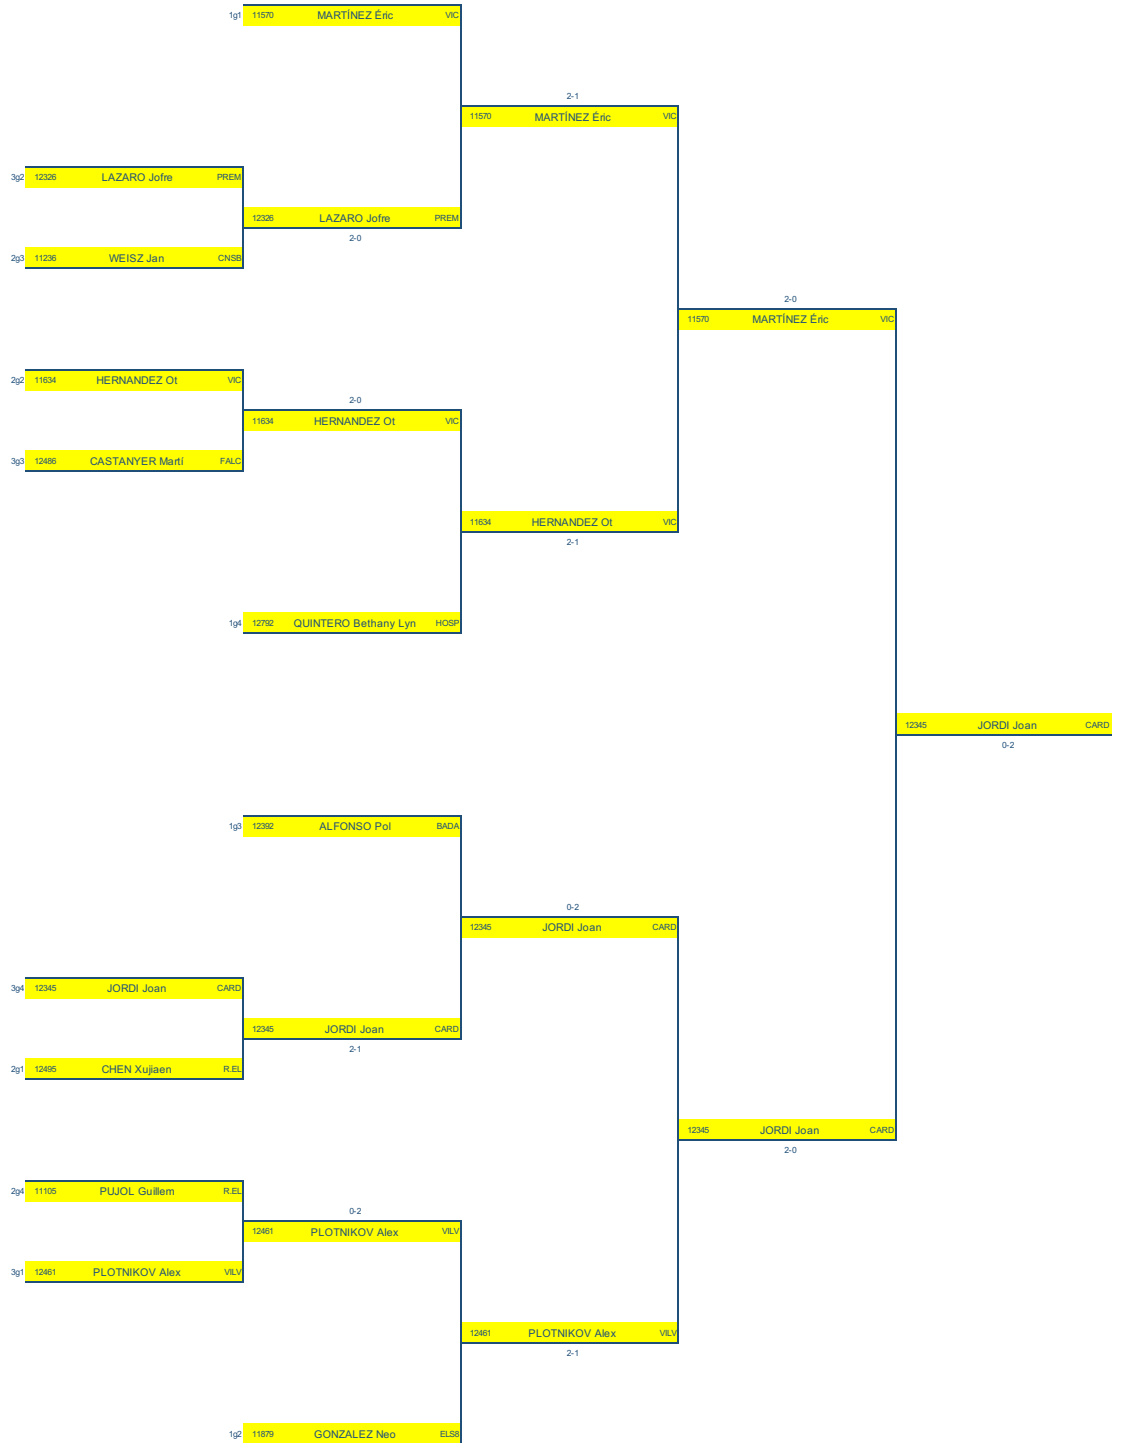 1g1 11570 MARTÍNEZ Éric VIC
2-1
11570 MARTÍNEZ Éric VIC
3g2 12326 LAZARO Jofre PREM
12326 LAZARO Jofre PREM
2-0
2g3 11236 WEISZ Jan CNSB
2-0
11570 MARTÍNEZ Éric VIC
2g2 11634 HERNANDEZ Ot VIC
2-0
11634 HERNANDEZ Ot VIC
3g3 12486 CASTANYER Martí FALC
11634 HERNANDEZ Ot VIC
2-1
1g4 12792 QUINTERO Bethany Lyn HOSP
12345 JORDI Joan CARD
0-2
1g3 12392 ALFONSO Pol BADA
0-2
12345 JORDI Joan CARD
3g4 12345 JORDI Joan CARD
12345 JORDI Joan CARD
2-1
2g1 12495 CHEN Xujiaen R.EL
12345 JORDI Joan CARD
2-0
2g4 11105 PUJOL Guillem R.EL
0-2
12461 PLOTNIKOV Alex VILV
3g1 12461 PLOTNIKOV Alex VILV
12461 PLOTNIKOV Alex VILV
2-1
1g2 11879 GONZALEZ Neo ELS8